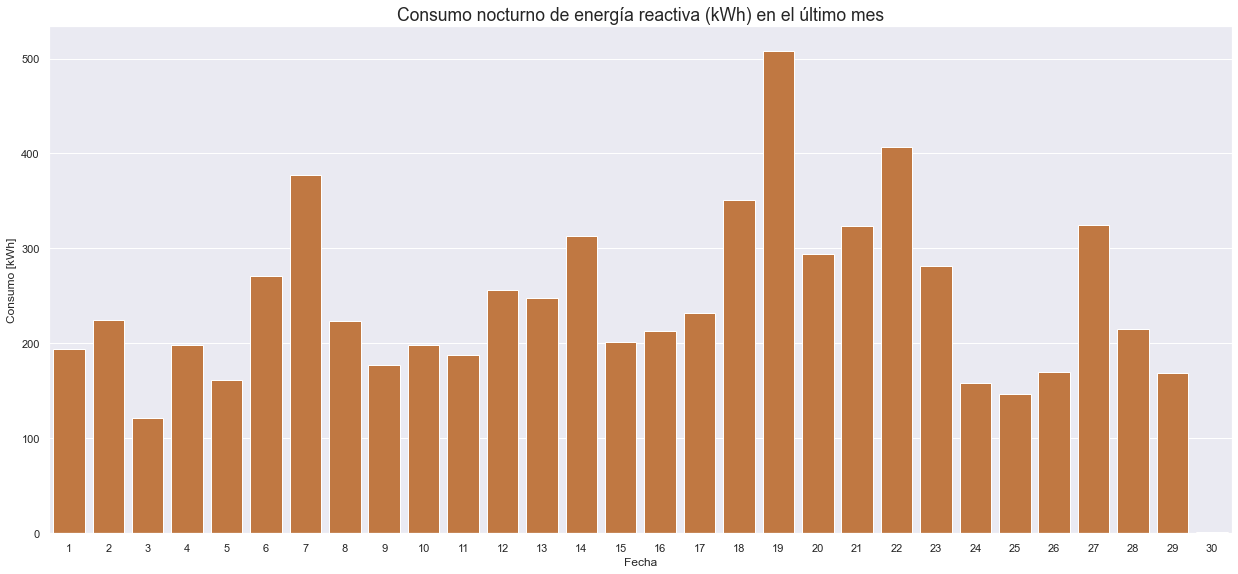 Consumo nocturno de energía reactiva (kWh) en el último mes
500
400
300
200
100
0
Consumo [kWh]
1 2 3 4 5 6 7 8 9 10 11 12 13 14 15 16 17 18 19 20 21 22 23 24 25 26 27 28 29 30
Fecha